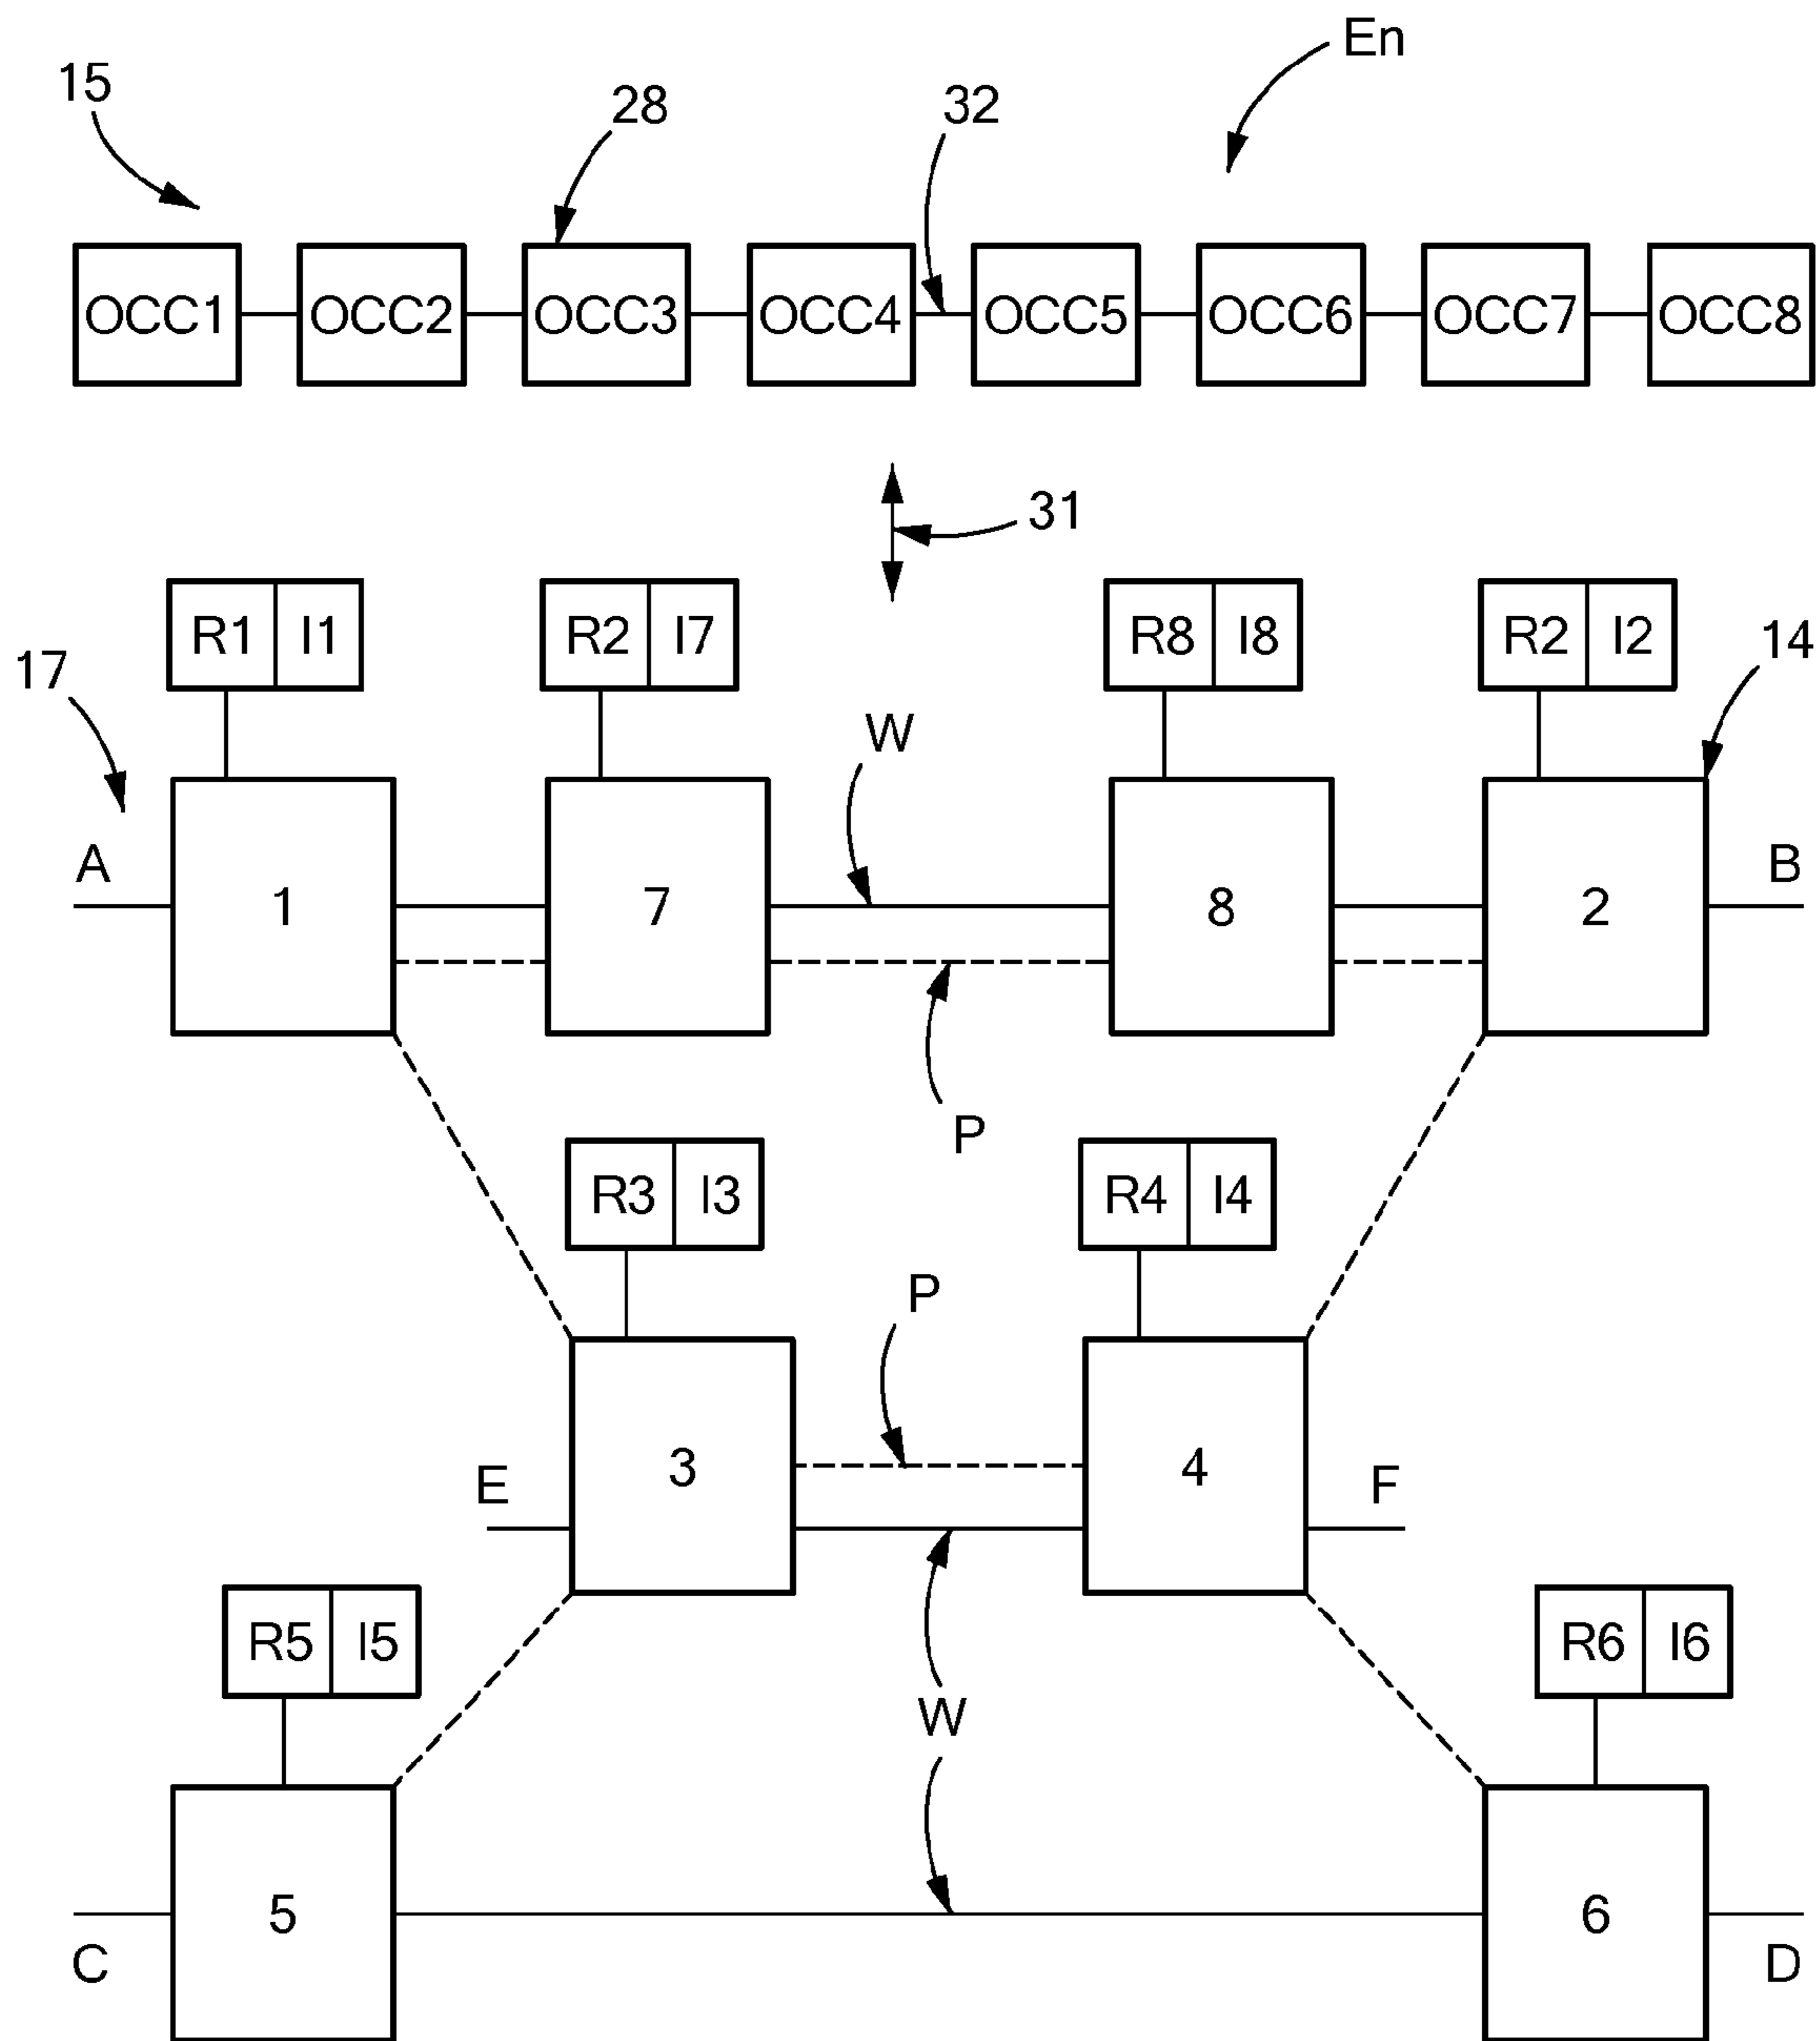 En
15
28
32
OCC1 OCC2 OCC3 OCC4 OCC5 OCC6 OCC7 OCC8
31
R1 I1 R2 I7 R8 I8 R2 I2
14
17
W
A 1 7 8 2 B
P
R3 I3 R4 I4
P
3 4
E F
R5 I5 R6 I6
W
5 6
C D